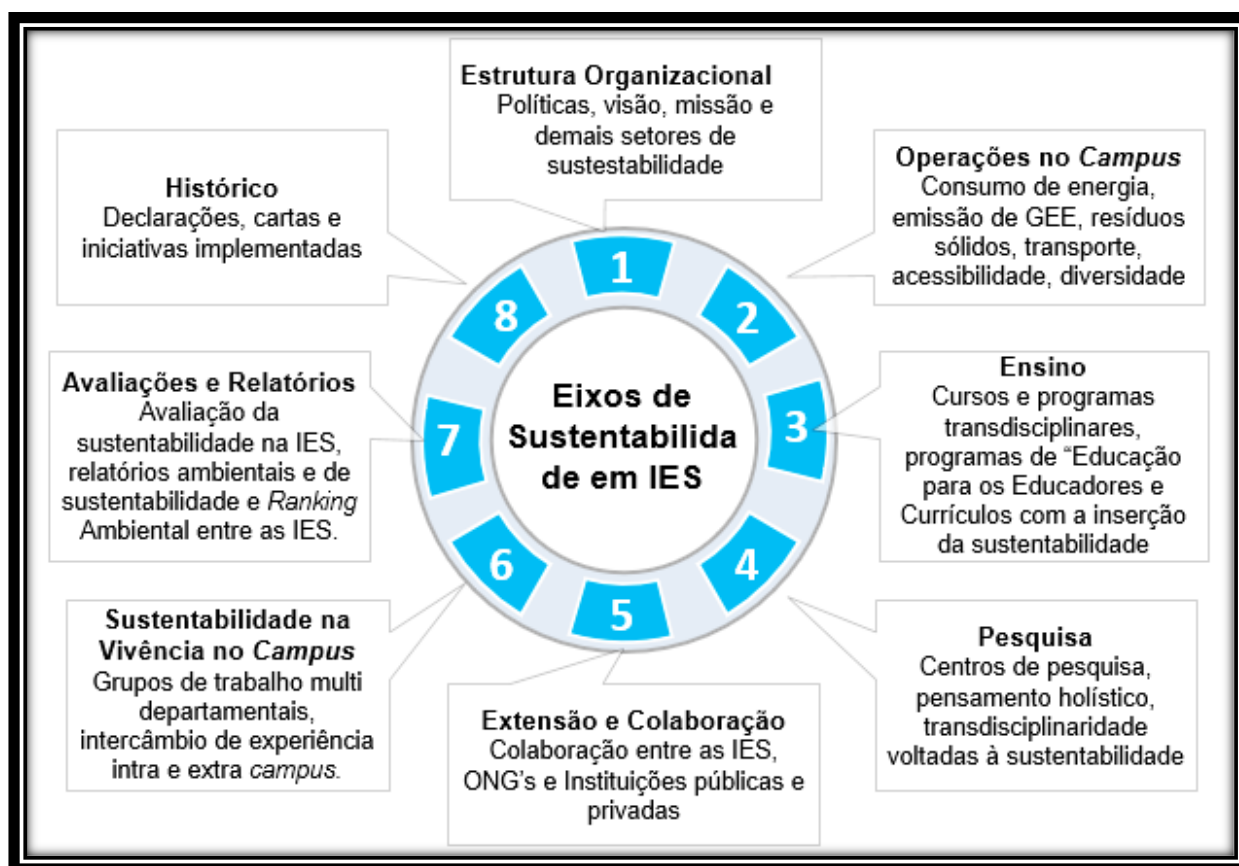 Estrutura Organizacional
Políticas, visão, missão e
demais setores de
sustestabilidade
Operações no Campus
Consumo de energia,
emissão de GEE, resíduos
sólidos, transporte,
acessibilidade, diversidade
Histórico
Declarações, cartas e
iniciativas implementadas
1
2
3
4
5
6
7
8
Eixos de
Sustentabilida
de em IES
Ensino
Cursos e programas
transdisciplinares,
programas de “Educação
para os Educadores e
Currículos com a inserção
da sustentabilidade
Avaliações e Relatórios
Avaliação da
sustentabilidade na IES,
relatórios ambientais e de
sustentabilidade e Ranking
Ambiental entre as IES.
Pesquisa
Centros de pesquisa,
pensamento holístico,
transdisciplinaridade
voltadas à sustentabilidade
Sustentabilidade na
Vivência no Campus
Grupos de trabalho multi
departamentais,
intercâmbio de experiência
intra e extra campus.
Extensão e Colaboração
Colaboração entre as IES,
ONG’s e Instituições públicas e
privadas